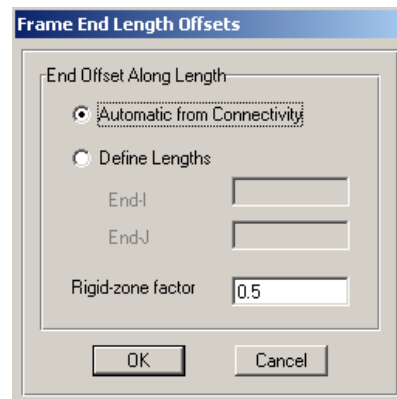 Frame End Length Offsets
End Offset Along Length
Automatic from Connectivity
Define Lengths
End-I
End-J
Rigid-zone factor
0.5
OK
Cancel